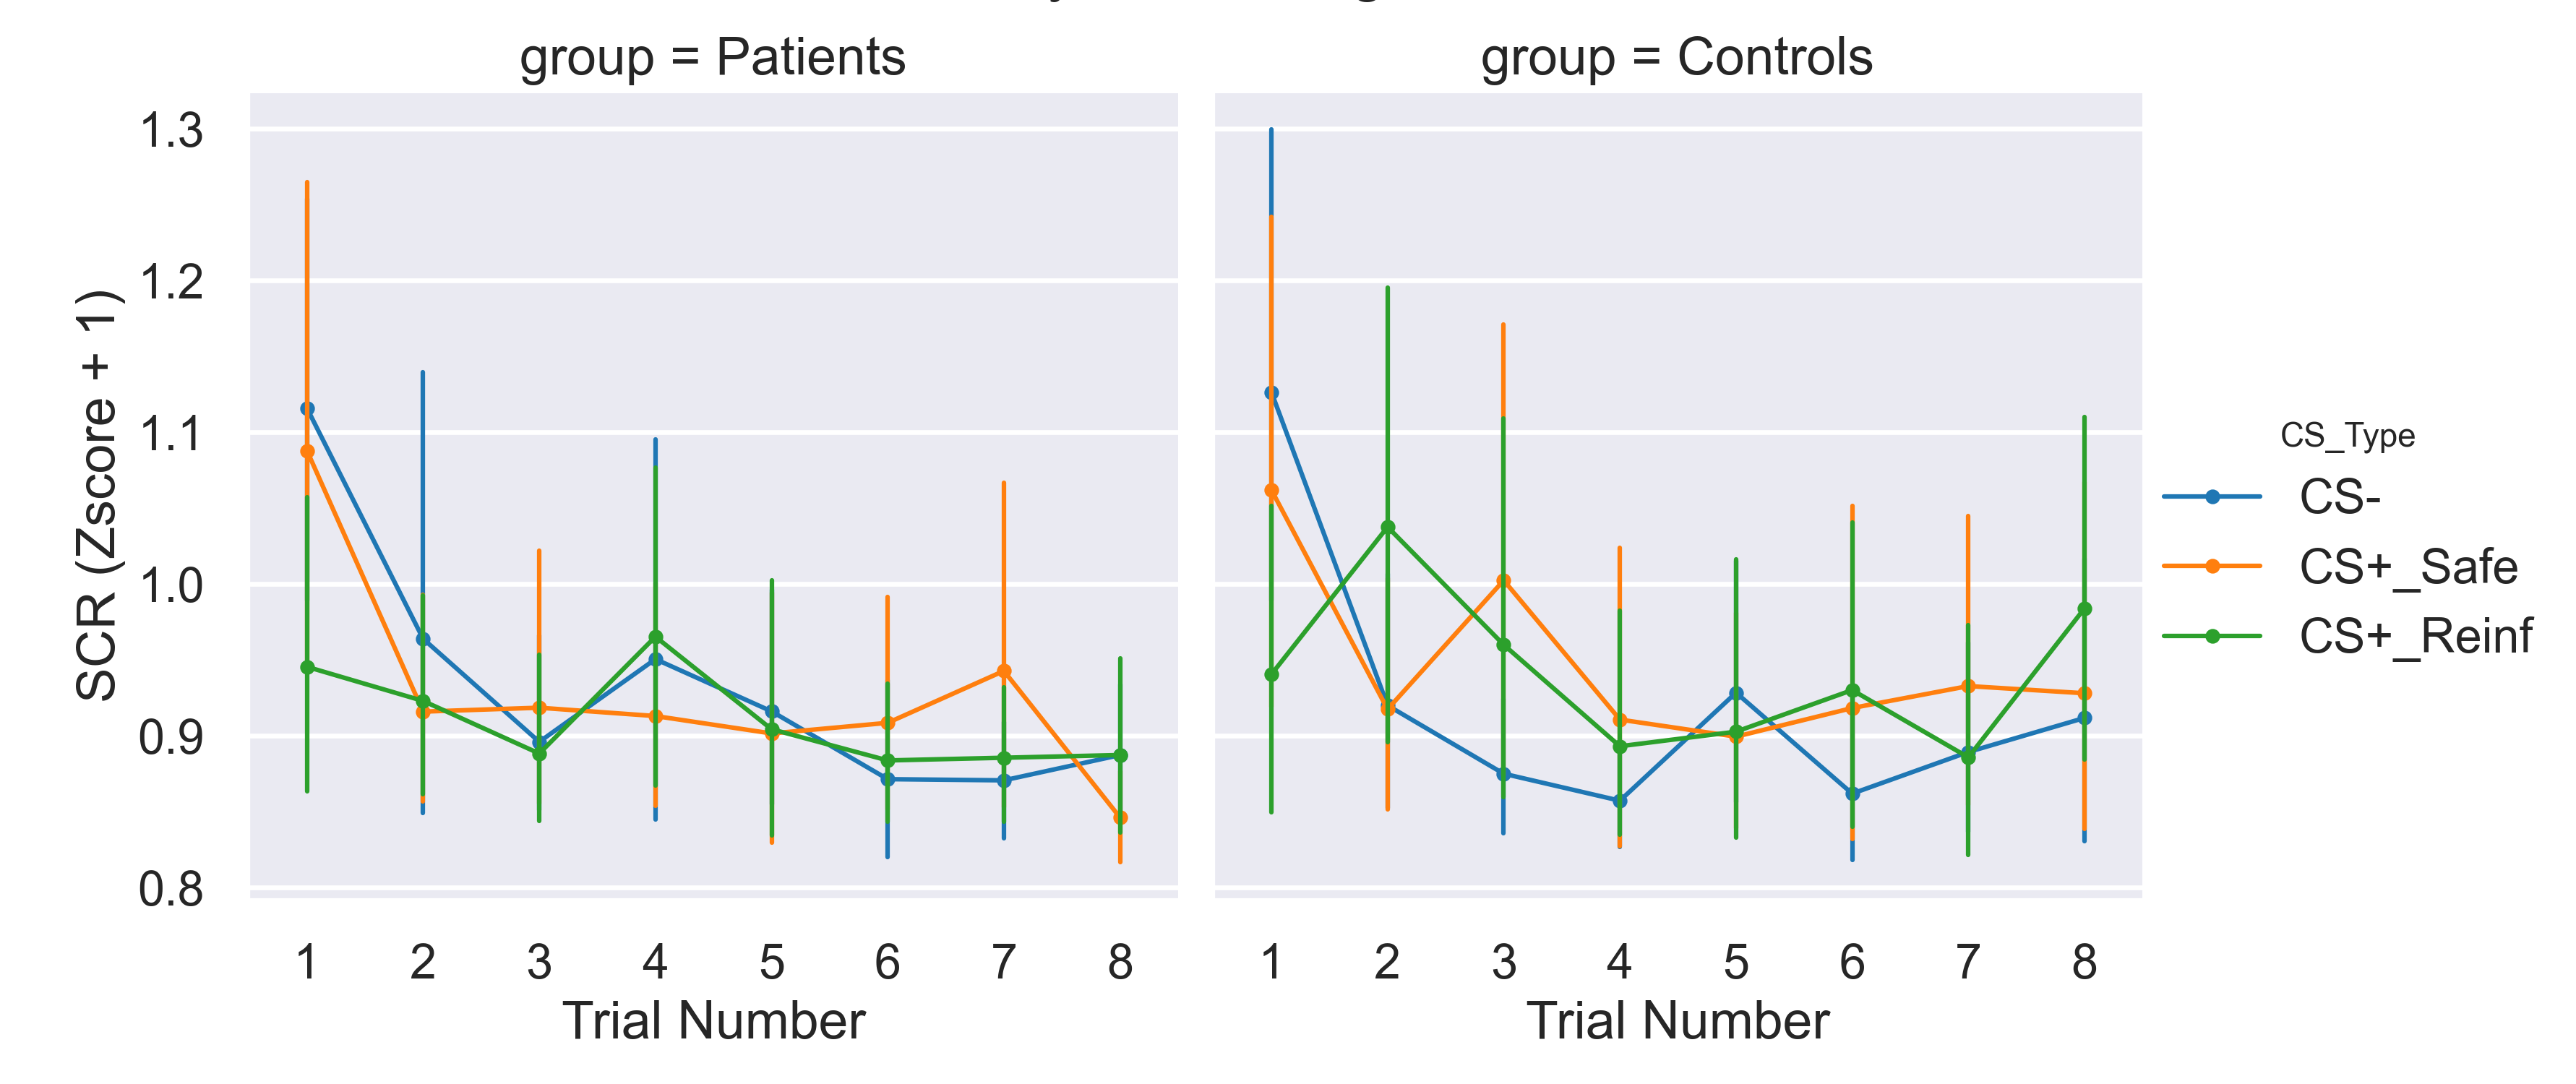 group = Patients
group = Controls
SCR (Zscore + 1)
1.3
1.2
1.1
1.0
0.9
0.8
1 2 3 4 5 6 7 8
1 2 3 4 5 6 7 8
Trial Number
Trial Number
CS_Type
CS-
CS+_Safe
CS+_Reinf